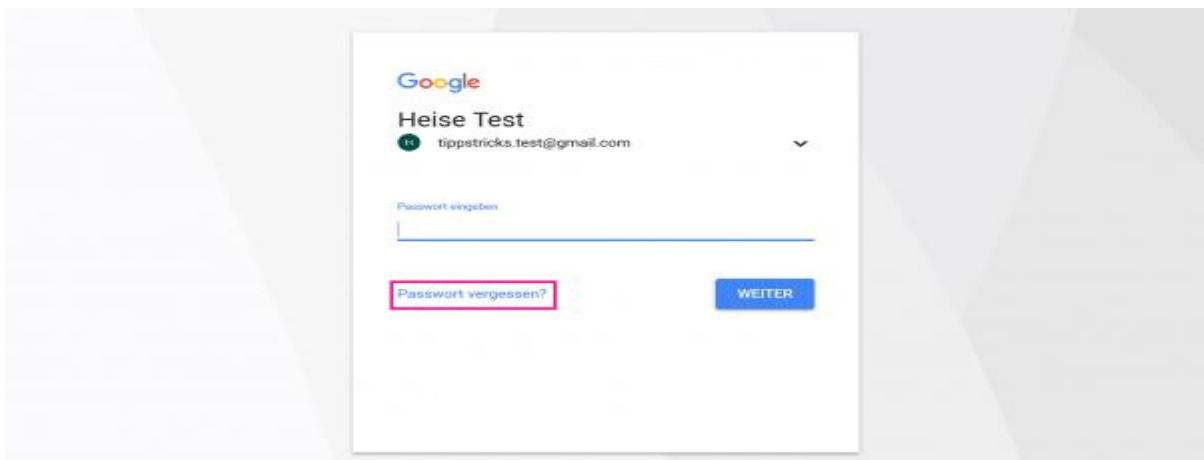 Google
Heise Test
tippstricks.test@gmail.com
Passwort eingeben
Passwort vergessen?
WEITER